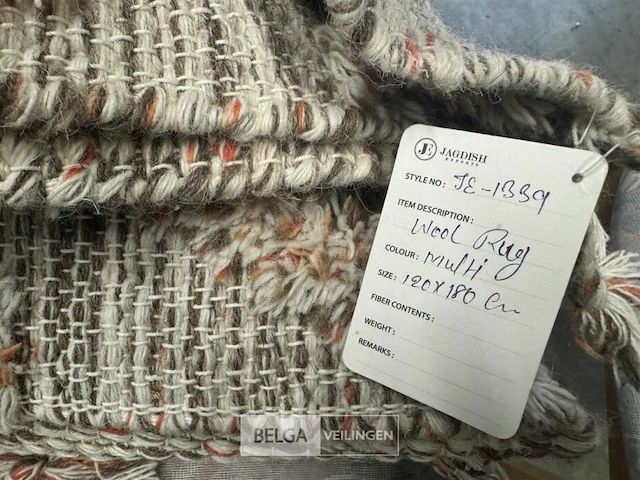 JE JAGDISH
EXPORTS
STYLE NO: JE-1339
ITEM DESCRIPTION:
Wool Rug
COLOUR: Multi
SIZE: 120X180 Cm
FIBER CONTENTS:
WEIGHT:
REMARKS:
BELGA VEILINGEN